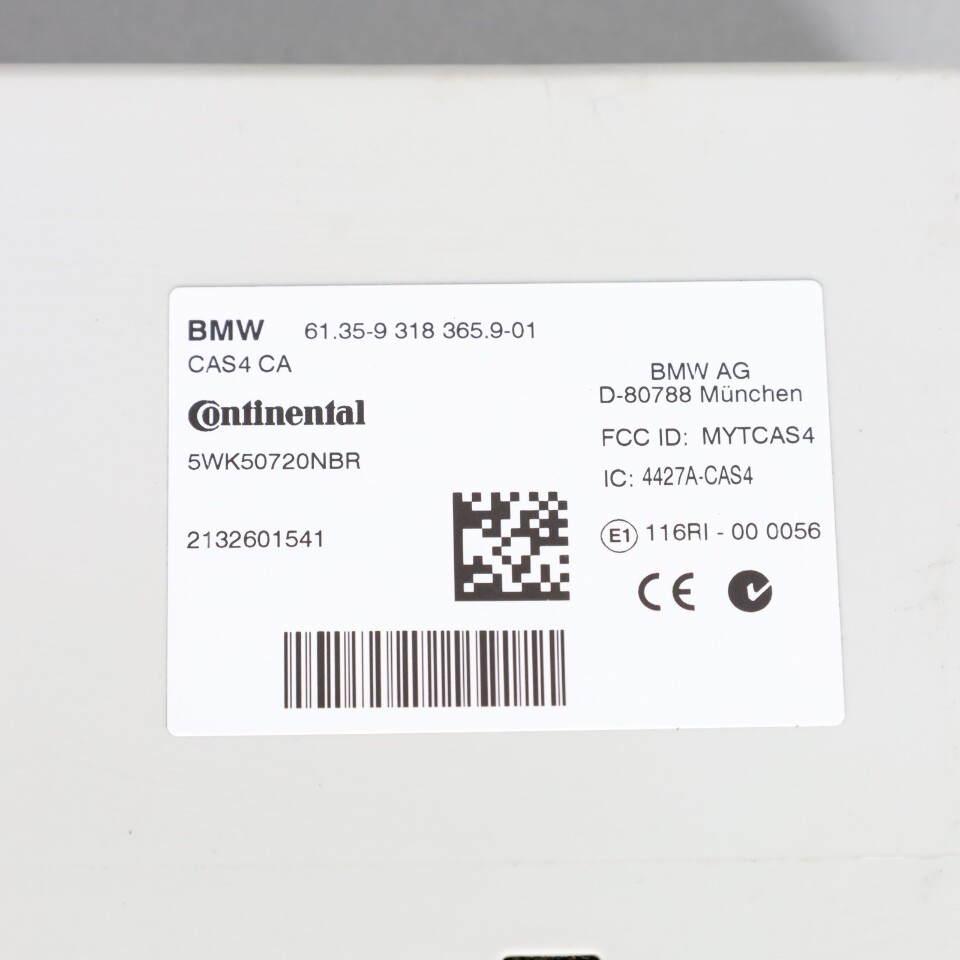 BMW 61.35-9 318 365.9-01
CAS4 CA
Continental
5WK50720NBR
2132601541
BMW AG
D-80788 München
FCC ID: MYTCAS4
IC: 4427A-CAS4
E1 116RI - 00 0056
CE